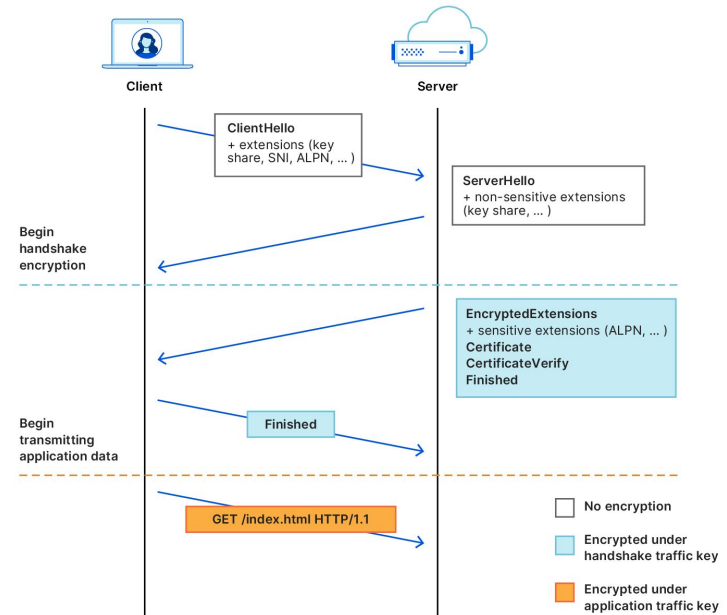 Client
Server
ClientHello
+ extensions (key
share, SNI, ALPN, ... )
ServerHello
+ non-sensitive extensions
(key share, ... )
Begin
handshake
encryption
EncryptedExtensions
+ sensitive extensions (ALPN, ... )
Certificate
CertificateVerify
Finished
Finished
Begin
transmitting
application data
GET /index.html HTTP/1.1
No encryption
Encrypted under
handshake traffic key
Encrypted under
application traffic key